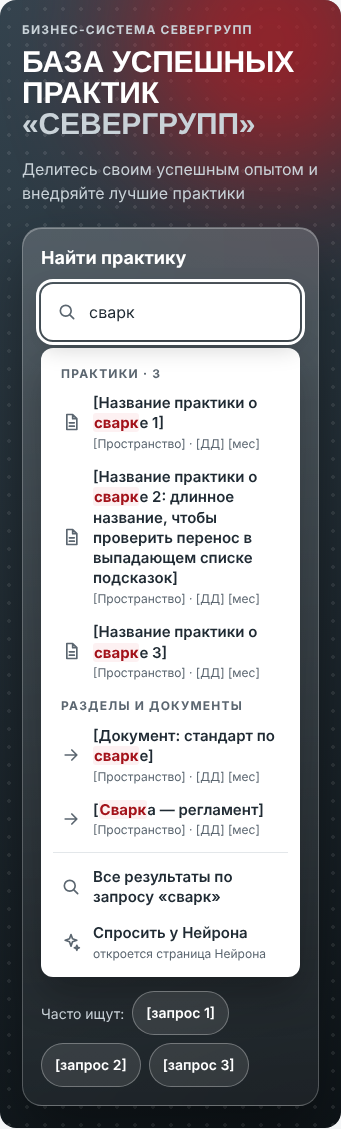 БИЗНЕС-СИСТЕМА СЕВЕРГРУПП
БАЗА УСПЕШНЫХ
ПРАКТИК
«СЕВЕРГРУПП»
Делитесь своим успешным опытом и
внедряйте лучшие практики
Найти практику
сварк
ПРАКТИКИ · 3
[Название практики о
сварке 1]
[Пространство] · [ДД] [мес]
[Название практики о
сварке 2: длинное
название, чтобы
проверить перенос в
выпадающем списке
подсказок]
[Пространство] · [ДД] [мес]
[Название практики о
сварке 3]
[Пространство] · [ДД] [мес]
РАЗДЕЛЫ И ДОКУМЕНТЫ
[Документ: стандарт по
сварке]
[Пространство] · [ДД] [мес]
[Сварка — регламент]
[Пространство] · [ДД] [мес]
Все результаты по
запросу «сварк»
Спросить у Нейрона
откроется страница Нейрона
Часто ищут: [запрос 1]
[запрос 2] [запрос 3]